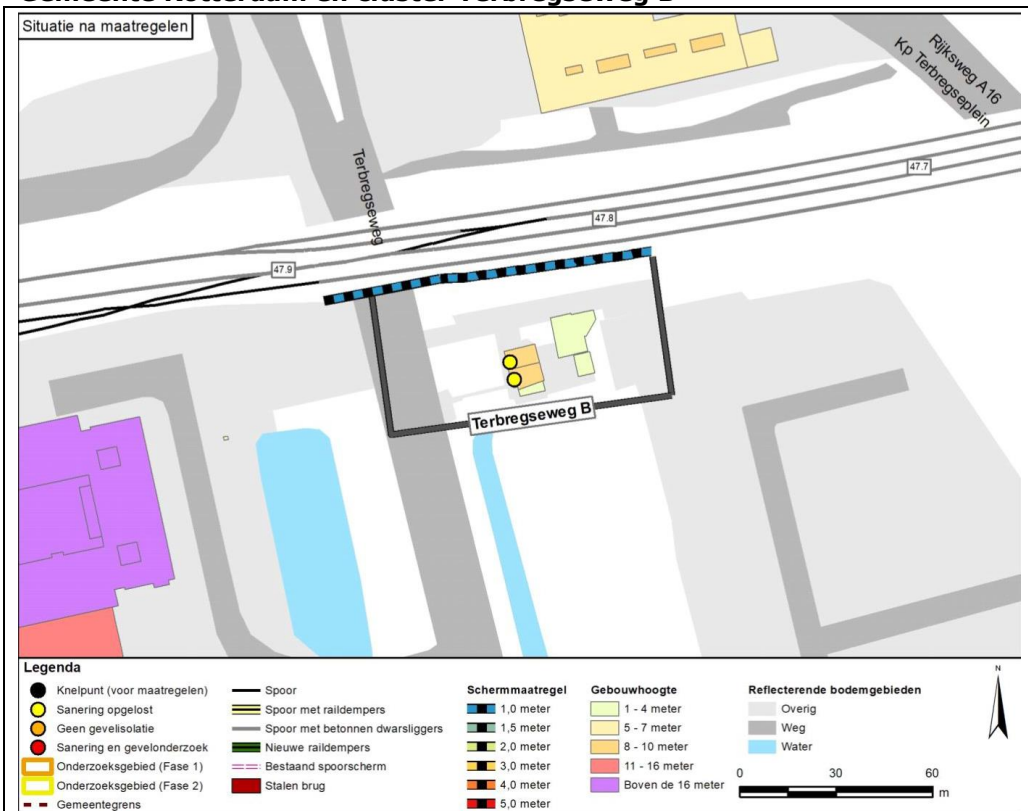 Gemeente Rotterdam en cluster Terbregseweg B
Situatie na maatregelen
Rijksweg A16
Kp Terbregseplein
Terbregseweg
47.7
47.8
47.9
Terbregseweg B
Legenda
Knelpunt (voor maatregelen)
Sanering opgelost
Geen gevelisolatie
Sanering en gevelonderzoek
Onderzoeksgebied (Fase 1)
Onderzoeksgebied (Fase 2)
Gemeentegrens
Spoor
Spoor met raildempers
Spoor met betonnen dwarsliggers
Nieuwe raildempers
Bestaand spoorscherm
Stalen brug
Schermmaatregel
1,0 meter
1,5 meter
2,0 meter
3,0 meter
4,0 meter
5,0 meter
Gebouwhoogte
1 - 4 meter
5 - 7 meter
8 - 10 meter
11 - 16 meter
Boven de 16 meter
Reflecterende bodemgebieden
Overig
Weg
Water
N
0 30 60
m